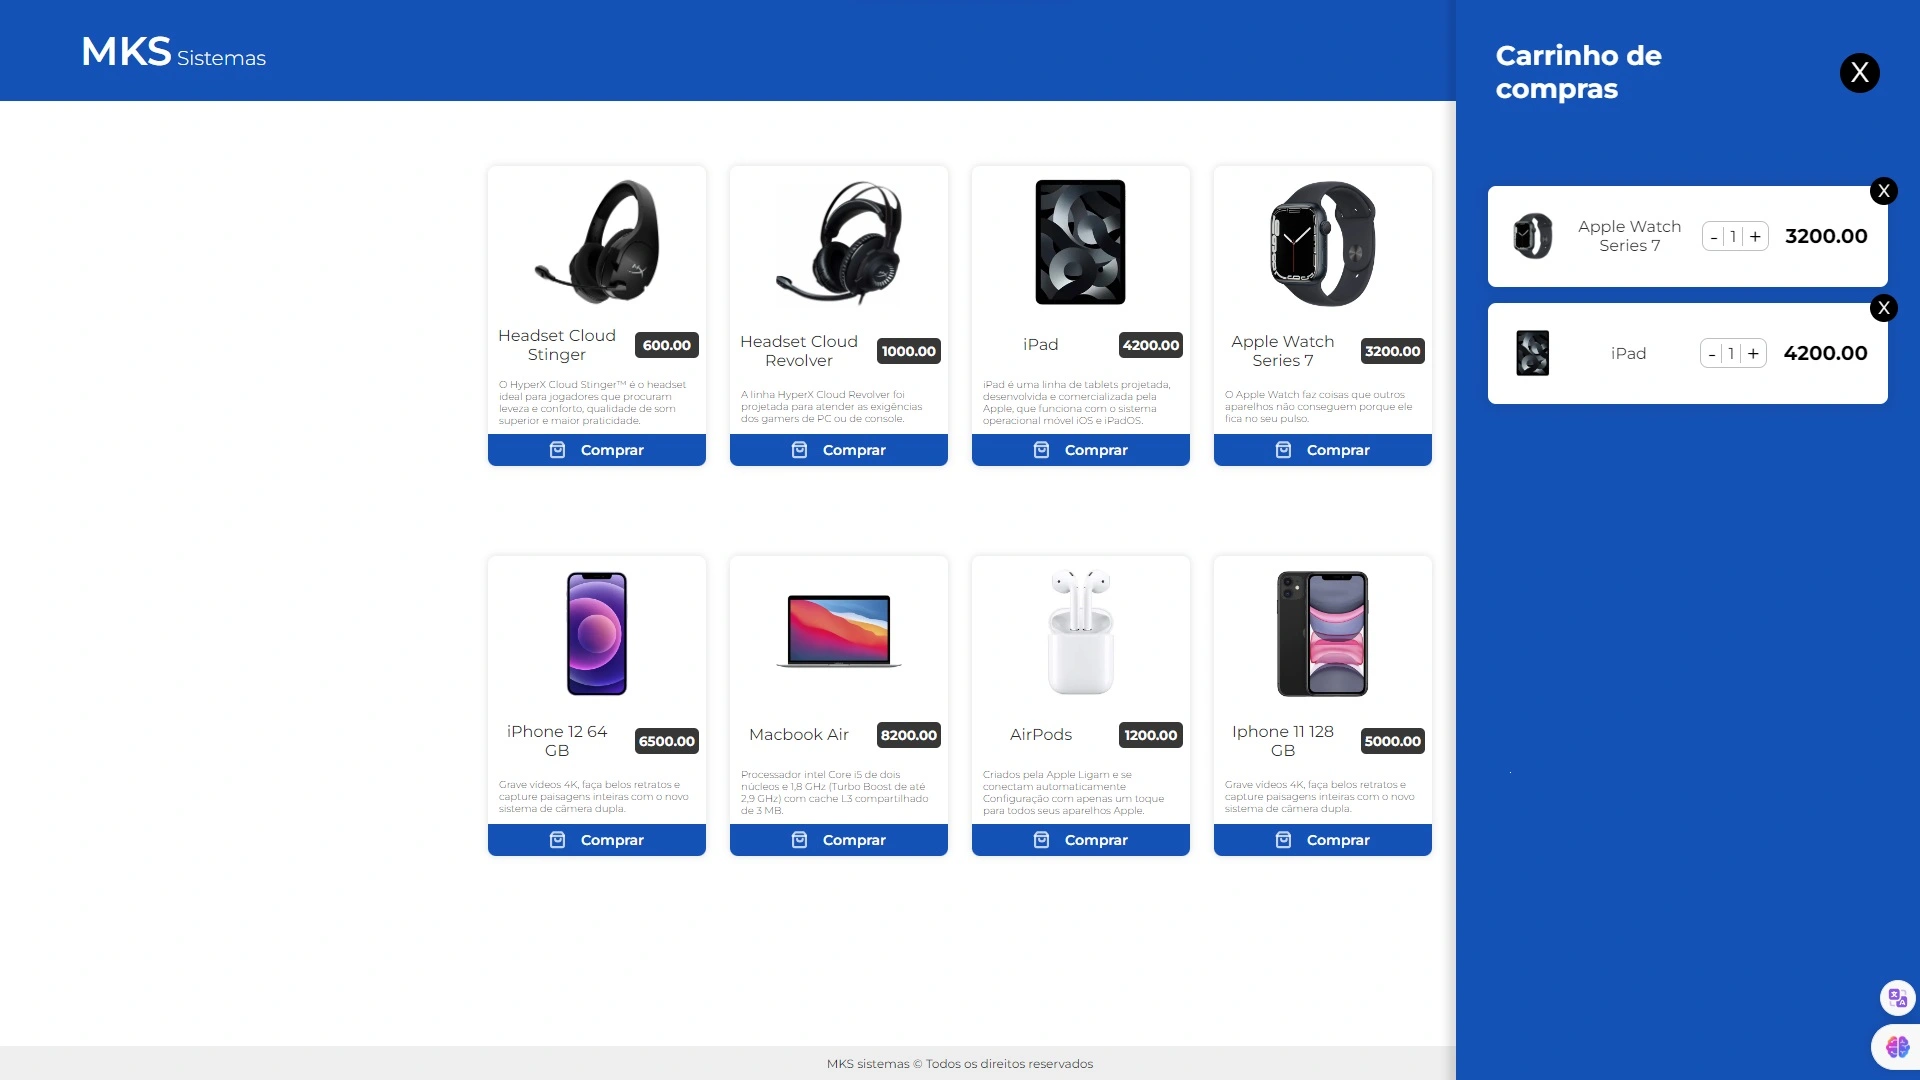 MKS Sistemas
Carrinho de
compras
X
Headset Cloud
Stinger
600.00
O HyperX Cloud Stinger™ é o headset
ideal para jogadores que procuram
leveza e conforto, qualidade de som
superior e maior praticidade.
Comprar
Headset Cloud
Revolver
1000.00
A linha HyperX Cloud Revolver foi
projetada para atender as exigências
dos gamers de PC ou de console.
Comprar
iPad
4200.00
iPad é uma linha de tablets projetada,
desenvolvida e comercializada pela
Apple, que funciona com o sistema
operacional móvel iOS e iPadOS.
Comprar
Apple Watch
Series 7
3200.00
O Apple Watch faz coisas que outros
aparelhos não conseguem porque ele
fica no seu pulso.
Comprar
iPhone 12 64
GB
6500.00
Grave vídeos 4K, faça belos retratos e
capture paisagens inteiras com o novo
sistema de câmera dupla.
Comprar
Macbook Air
8200.00
Processador intel Core i5 de dois
núcleos e 1,8 GHz (Turbo Boost de até
2,9 GHz) com cache L3 compartilhado
de 3 MB.
Comprar
AirPods
1200.00
Criados pela Apple Ligam e se
conectam automaticamente
Configuração com apenas um toque
para todos seus aparelhos Apple.
Comprar
Iphone 11 128
GB
5000.00
Grave vídeos 4K, faça belos retratos e
capture paisagens inteiras com o novo
sistema de câmera dupla.
Comprar
X
Apple Watch
Series 7
- 1 +
3200.00
X
iPad
- 1 +
4200.00
MKS sistemas © Todos os direitos reservados